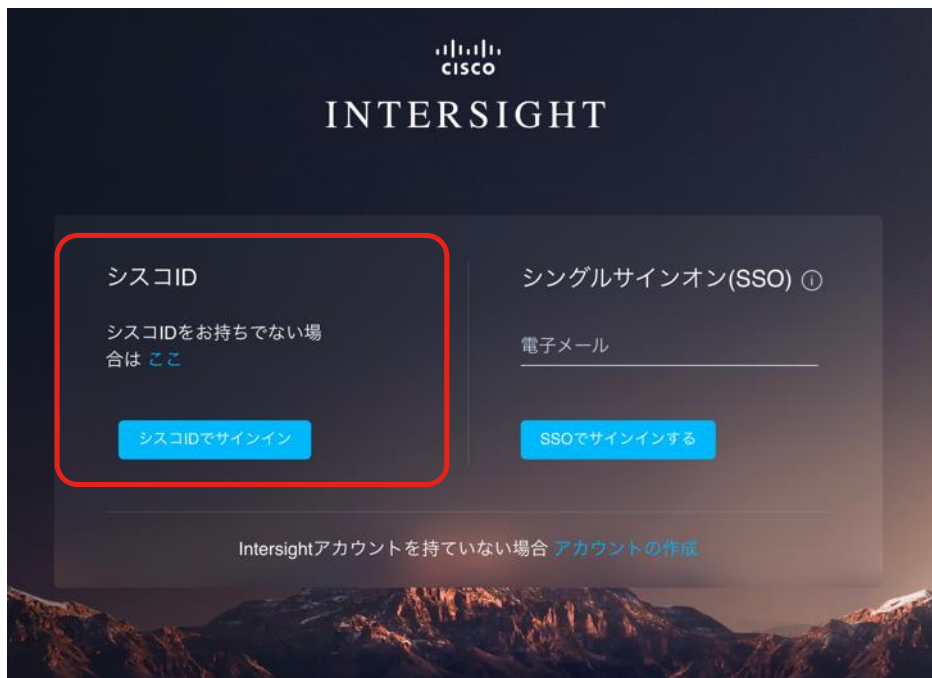 CISCO
INTERSIGHT
シスコID
シスコIDをお持ちでない場
合は ここ
シスコIDでサインイン
シングルサインオン(SSO)
電子メール
SSOでサインインする
Intersightアカウントを持ていない場合 アカウントの作成